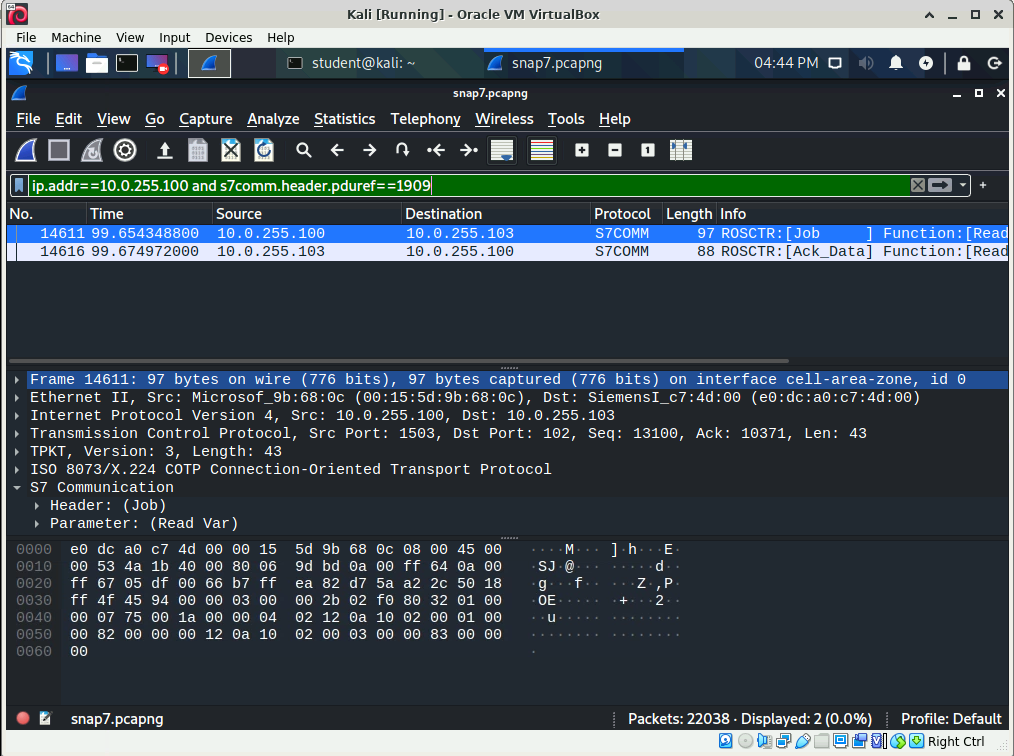 Kali [Running] - Oracle VM VirtualBox
File Machine View Input Devices Help
student@kali: ~ snap7.pcapng 04:44 PM
snap7.pcapng
File Edit View Go Capture Analyze Statistics Telephony Wireless Tools Help
ip.addr==10.0.255.100 and s7comm.header.pduref==1909
No. Time Source Destination Protocol Length Info
14611 99.654348800 10.0.255.100 10.0.255.103 S7COMM 97 ROSCTR:[Job ] Function:[Read
14616 99.674972000 10.0.255.103 10.0.255.100 S7COMM 88 ROSCTR:[Ack_Data] Function:[Read
Frame 14611: 97 bytes on wire (776 bits), 97 bytes captured (776 bits) on interface cell-area-zone, id 0
Ethernet II, Src: Microsof_9b:68:0c (00:15:5d:9b:68:0c), Dst: SiemensI_c7:4d:00 (e0:dc:a0:c7:4d:00)
Internet Protocol Version 4, Src: 10.0.255.100, Dst: 10.0.255.103
Transmission Control Protocol, Src Port: 1503, Dst Port: 102, Seq: 13100, Ack: 10371, Len: 43
TPKT, Version: 3, Length: 43
ISO 8073/X.224 COTP Connection-Oriented Transport Protocol
S7 Communication
Header: (Job)
Parameter: (Read Var)
0000 e0 dc a0 c7 4d 00 00 15 5d 9b 68 0c 08 00 45 00 ····M··· ]·h···E·
0010 00 53 4a 1b 40 00 80 06 9d bd 0a 00 ff 64 0a 00 ·SJ·@··· ·····d··
0020 ff 67 05 df 00 66 b7 ff ea 82 d7 5a a2 2c 50 18 ·g···f·· ···Z·,P·
0030 ff 4f 45 94 00 00 03 00 00 2b 02 f0 80 32 01 00 ·OE····· ·+···2··
0040 00 07 75 00 1a 00 00 04 02 12 0a 10 02 00 01 00 ··u····· ········
0050 00 82 00 00 00 12 0a 10 02 00 03 00 00 83 00 00 ········ ········
0060 00 ·
snap7.pcapng Packets: 22038 · Displayed: 2 (0.0%) Profile: Default
Right Ctrl